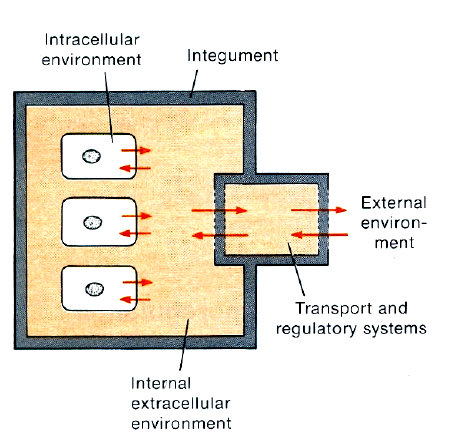 Intracellular
environment
Integument
External
environ-
ment
Transport and
regulatory systems
Internal
extracellular
environment